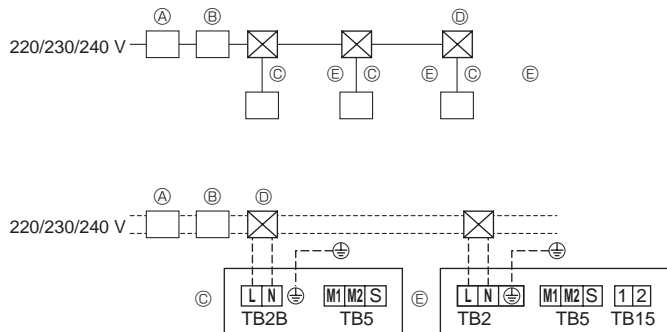 Ⓐ Ⓑ Ⓓ
220/230/240 V
Ⓒ Ⓔ Ⓒ Ⓔ Ⓒ Ⓔ
Ⓐ Ⓑ Ⓓ
220/230/240 V
Ⓒ L N M1 M2 S Ⓔ L N M1 M2 S 1 2
TB2B TB5 TB2 TB5 TB15